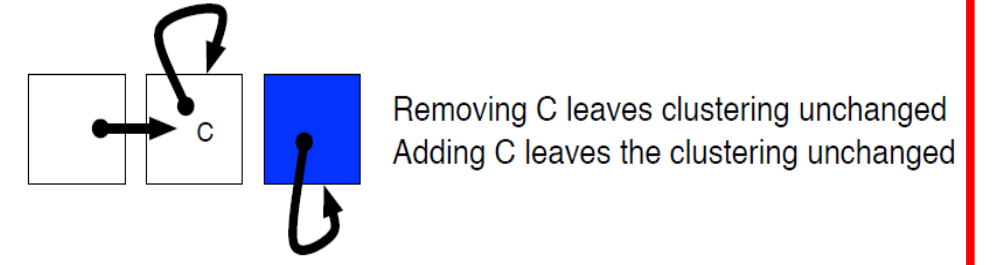 C
Removing C leaves clustering unchanged
Adding C leaves the clustering unchanged